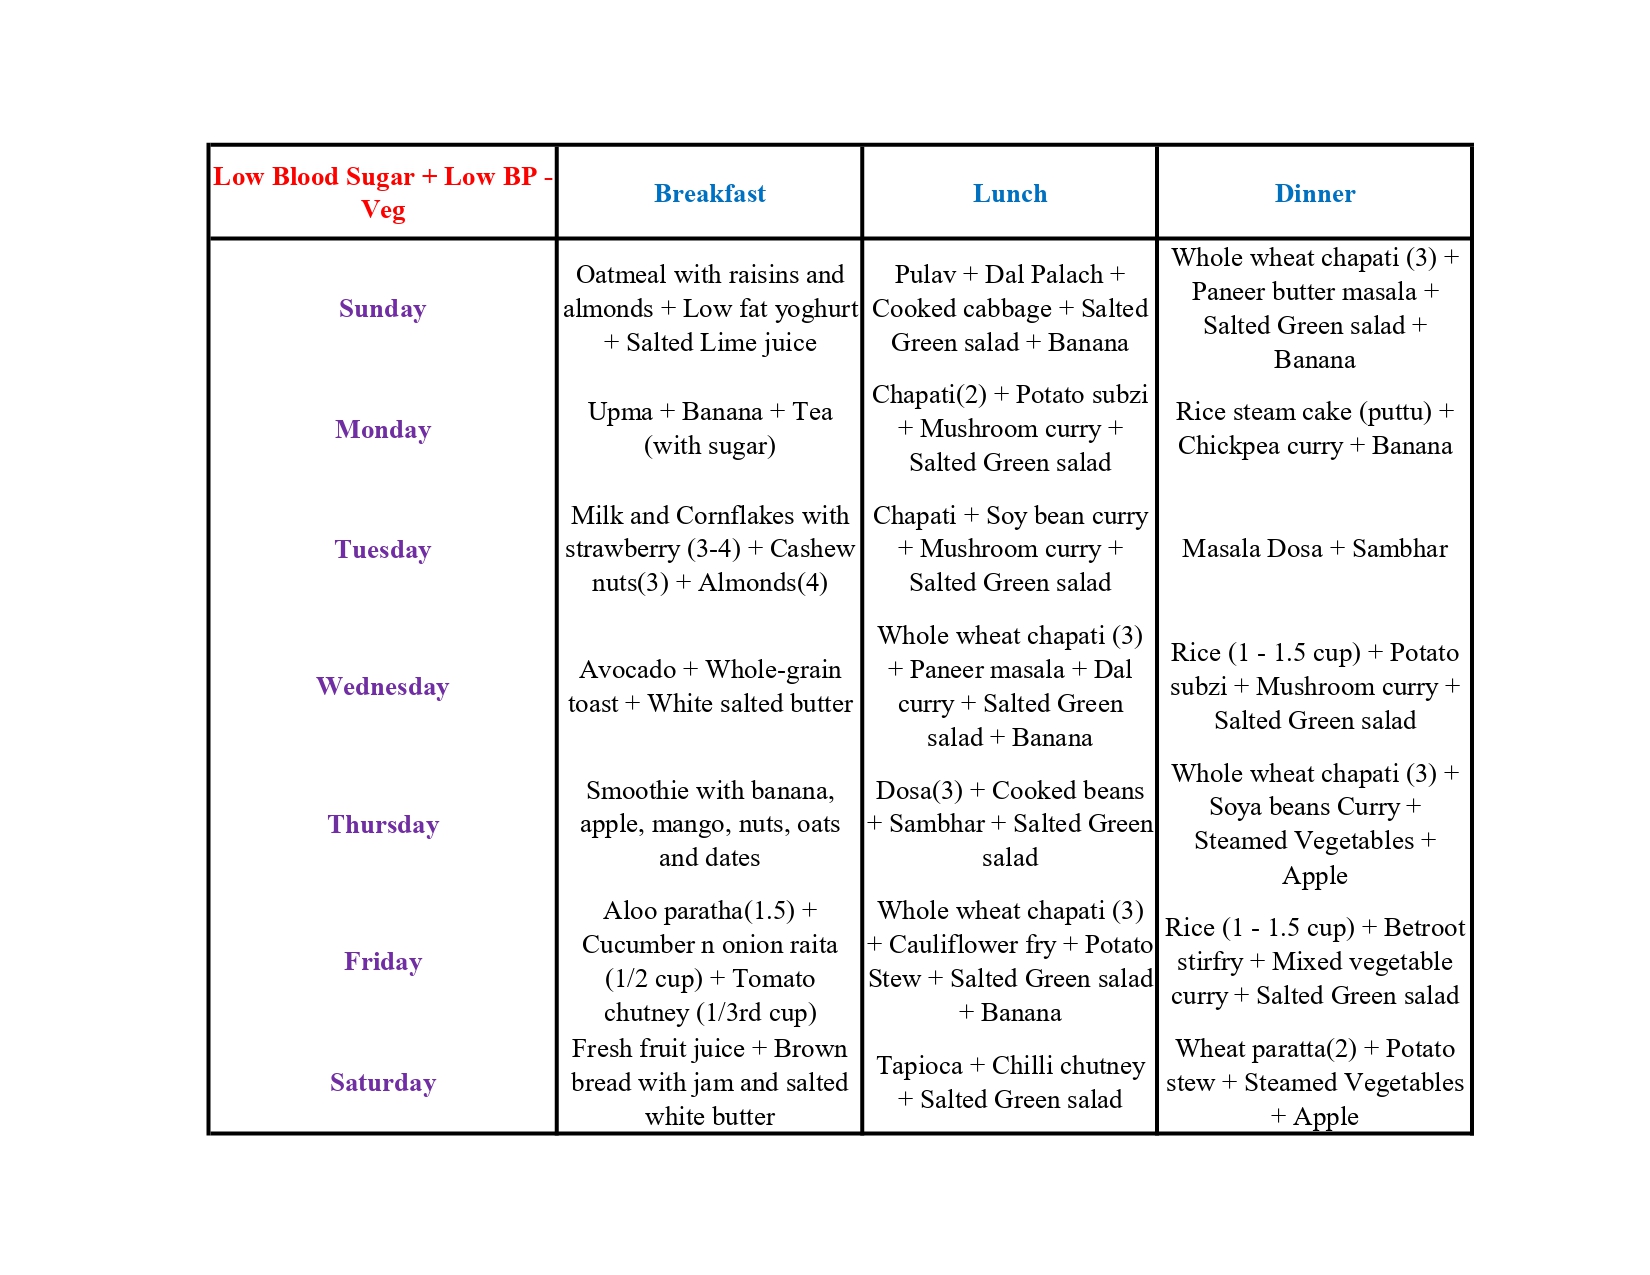 Low Blood Sugar + Low BP -
Veg
Breakfast
Lunch
Dinner
Sunday
Oatmeal with raisins and
almonds + Low fat yoghurt
+ Salted Lime juice
Pulav + Dal Palach +
Cooked cabbage + Salted
Green salad + Banana
Whole wheat chapati (3) +
Paneer butter masala +
Salted Green salad +
Banana
Monday
Upma + Banana + Tea
(with sugar)
Chapati(2) + Potato subzi
+ Mushroom curry +
Salted Green salad
Rice steam cake (puttu) +
Chickpea curry + Banana
Tuesday
Milk and Cornflakes with
strawberry (3-4) + Cashew
nuts(3) + Almonds(4)
Chapati + Soy bean curry
+ Mushroom curry +
Salted Green salad
Masala Dosa + Sambhar
Wednesday
Avocado + Whole-grain
toast + White salted butter
Whole wheat chapati (3)
+ Paneer masala + Dal
curry + Salted Green
salad + Banana
Rice (1 - 1.5 cup) + Potato
subzi + Mushroom curry +
Salted Green salad
Thursday
Smoothie with banana,
apple, mango, nuts, oats
and dates
Dosa(3) + Cooked beans
+ Sambhar + Salted Green
salad
Whole wheat chapati (3) +
Soya beans Curry +
Steamed Vegetables +
Apple
Friday
Aloo paratha(1.5) +
Cucumber n onion raita
(1/2 cup) + Tomato
chutney (1/3rd cup)
Whole wheat chapati (3)
+ Cauliflower fry + Potato
Stew + Salted Green salad
+ Banana
Rice (1 - 1.5 cup) + Betroot
stirfry + Mixed vegetable
curry + Salted Green salad
Saturday
Fresh fruit juice + Brown
bread with jam and salted
white butter
Tapioca + Chilli chutney
+ Salted Green salad
Wheat paratta(2) + Potato
stew + Steamed Vegetables
+ Apple